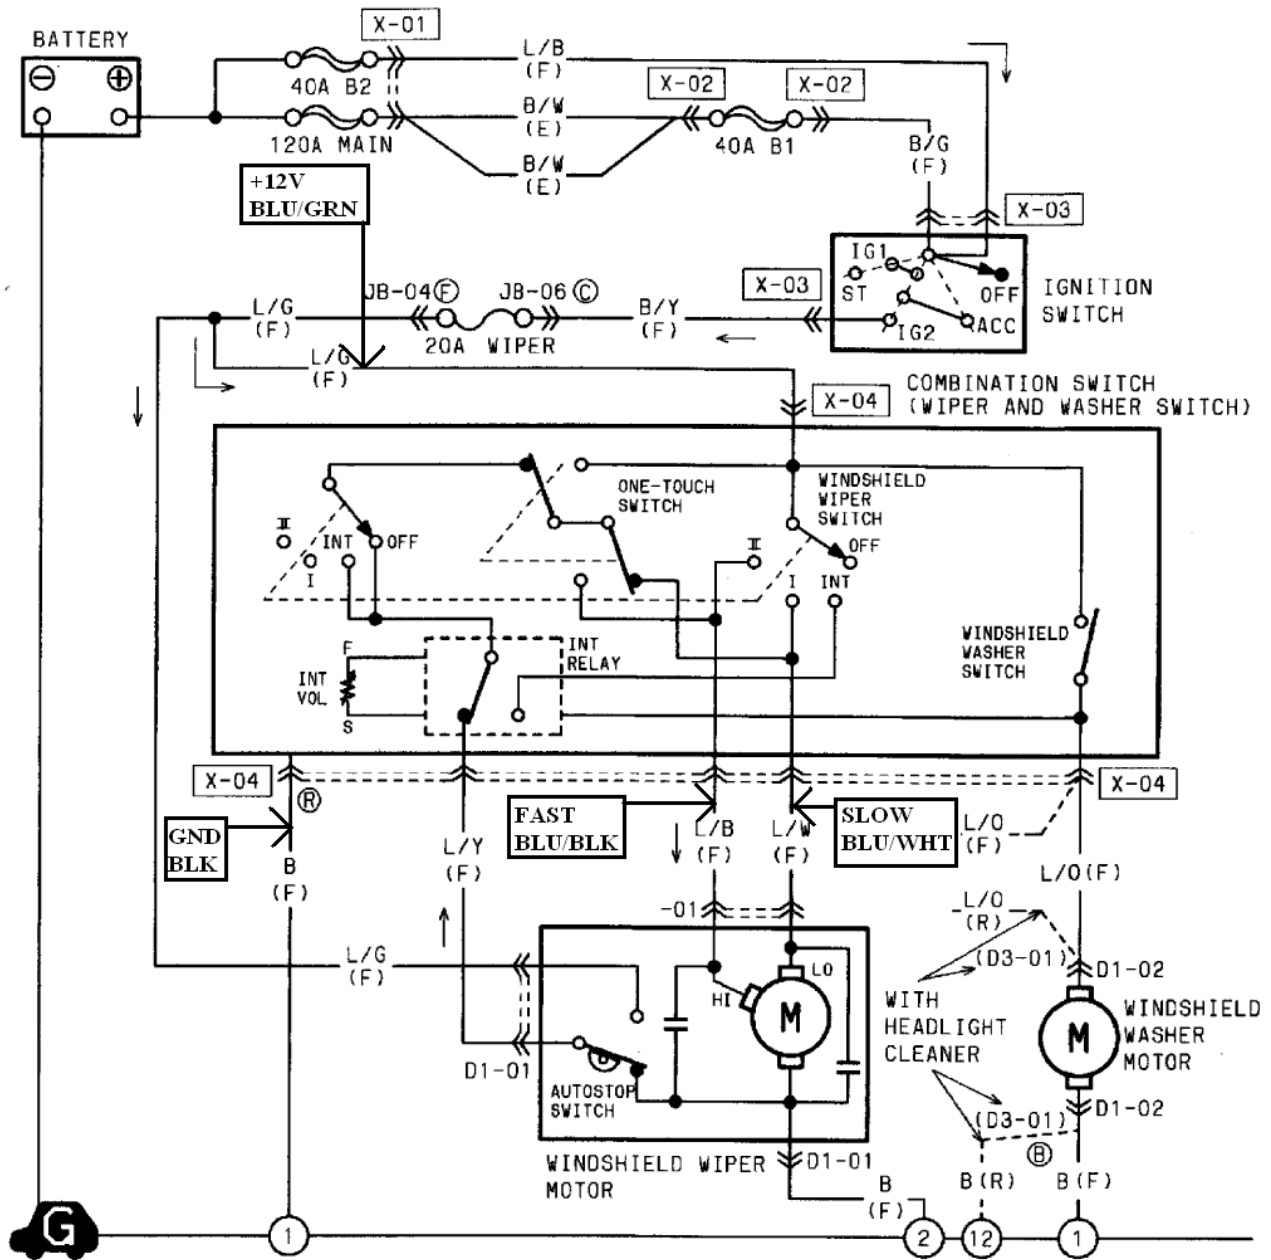 BATTERY
X-01
40A B2
120A MAIN
L/B
(F)
B/W
(E)
B/W
(E)
X-02
X-02
40A B1
B/G
(F)
X-03
+12V
BLU/GRN
IG1
ST
OFF
IG2
ACC
IGNITION
SWITCH
X-03
JB-04 F
JB-06 C
L/G
(F)
20A WIPER
B/Y
(F)
L/G
(F)
COMBINATION SWITCH
(WIPER AND WASHER SWITCH)
X-04
ONE-TOUCH
SWITCH
WINDSHIELD
WIPER
SWITCH
II
I
INT
OFF
II
I
INT
OFF
INT
RELAY
F
INT
VOL
S
WINDSHIELD
WASHER
SWITCH
X-04
R
X-04
GND
BLK
FAST
BLU/BLK
SLOW
BLU/WHT
B
(F)
L/Y
(F)
L/B
(F)
L/W
(F)
L/O
(F)
L/O(F)
-01
L/O
(R)
(D3-01)
D1-02
L/G
(F)
D1-01
HI
LO
M
AUTOSTOP
SWITCH
WITH
HEADLIGHT
CLEANER
M
WINDSHIELD
WASHER
MOTOR
(D3-01)
D1-02
B
WINDSHIELD WIPER
MOTOR
D1-01
B
(F)
B(R)
B(F)
G
1
2
12
1